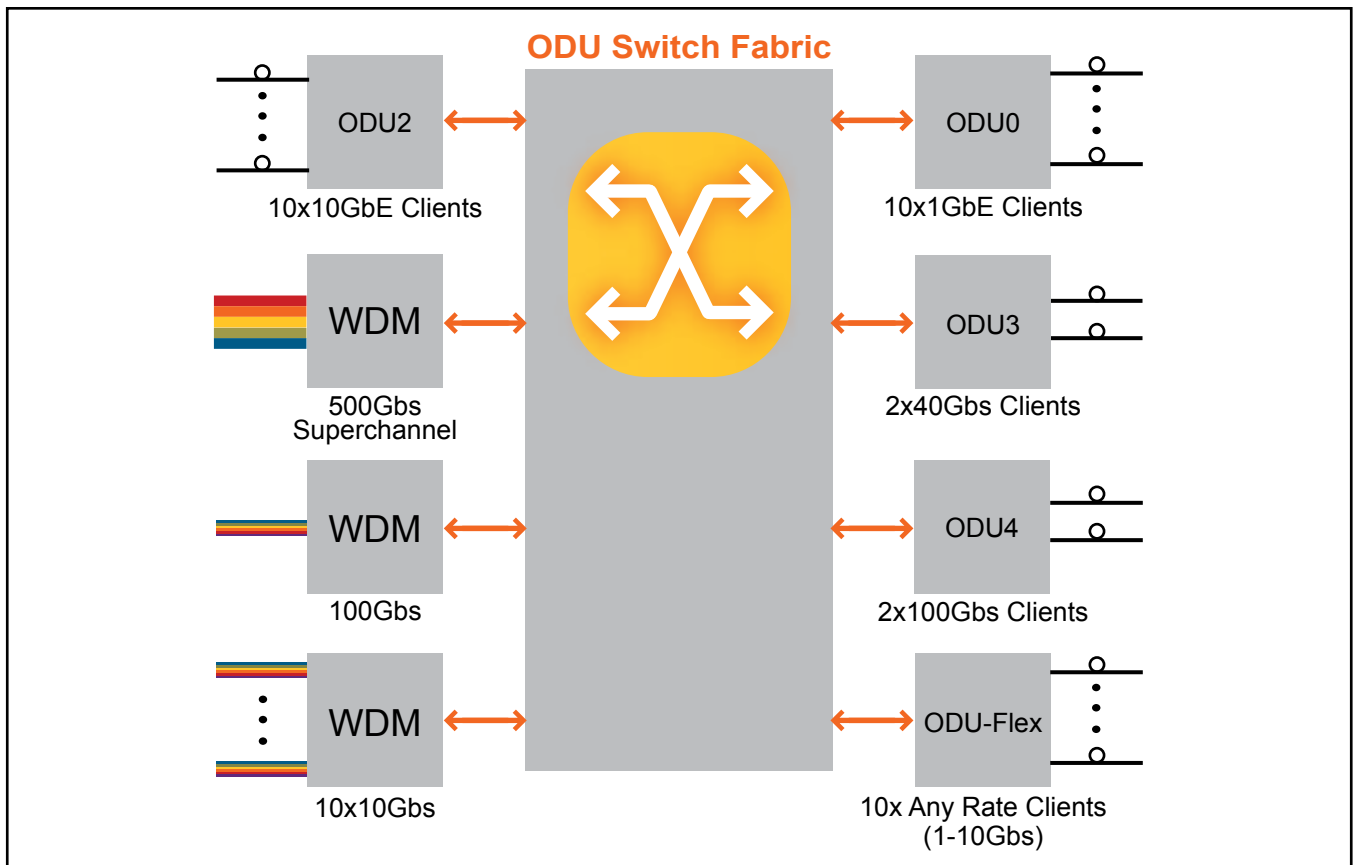 ODU Switch Fabric
ODU2
10x10GbE Clients
WDM
500Gbs
Superchannel
WDM
100Gbs
WDM
10x10Gbs
ODU0
10x1GbE Clients
ODU3
2x40Gbs Clients
ODU4
2x100Gbs Clients
ODU-Flex
10x Any Rate Clients
(1-10Gbs)